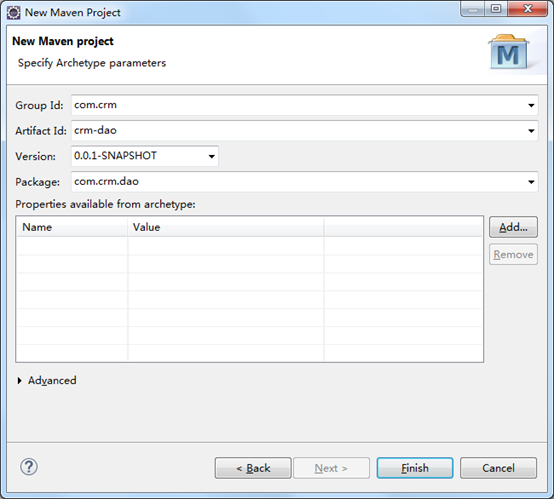 New Maven Project
New Maven project
Specify Archetype parameters
M
Group Id: com.crm
Artifact Id: crm-dao
Version: 0.0.1-SNAPSHOT
Package: com.crm.dao
Properties available from archetype:
Name Value
Add...
Remove
Advanced
? < Back Next > Finish Cancel